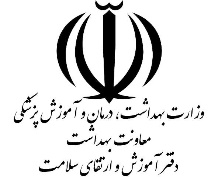 وزارت بهداشت، درمان و آموزش پزشکی
معاونت بهداشت
دفتر آموزش و ارتقای سلامت